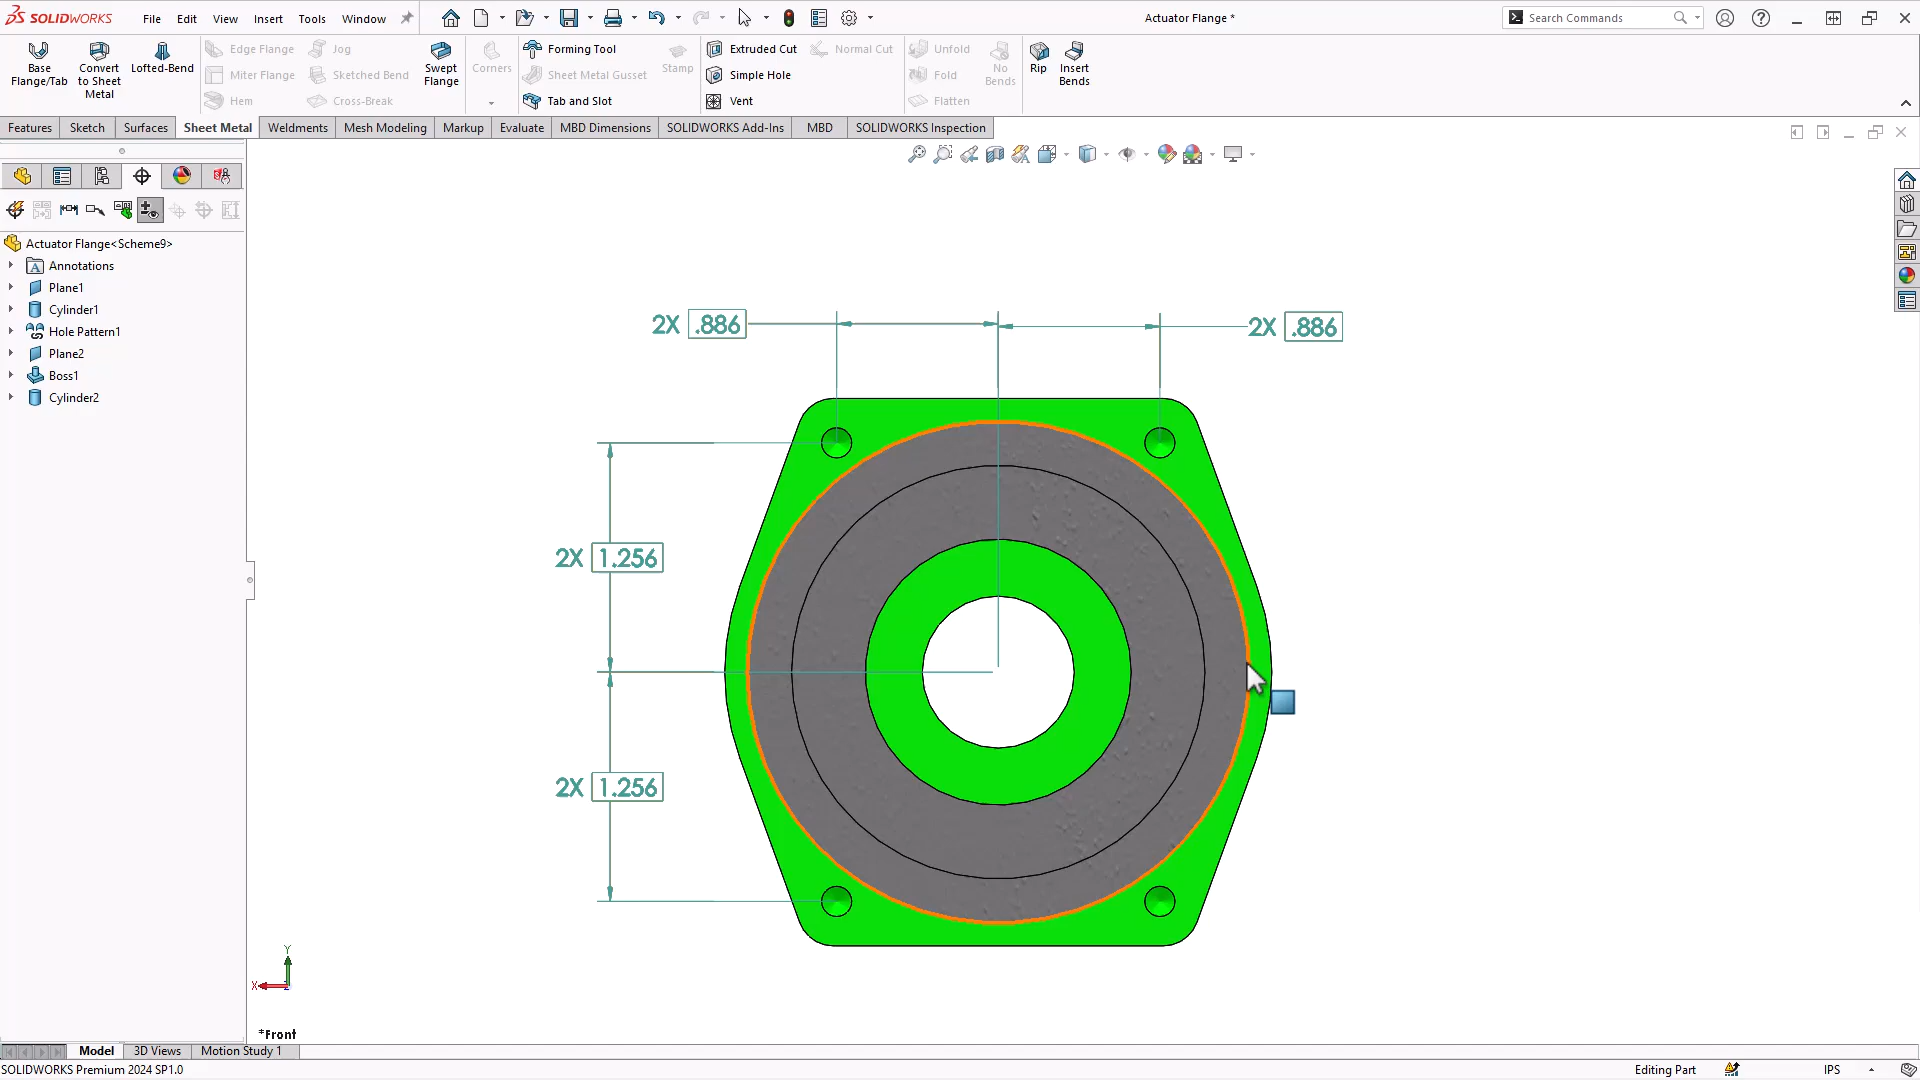 SOLIDWORKS
File Edit View Insert Tools Window
Actuator Flange *
Search Commands
Base Flange/Tab
Convert to Sheet Metal
Lofted-Bend
Edge Flange
Miter Flange
Hem
Jog
Sketched Bend
Cross-Break
Swept Flange
Corners
Forming Tool
Sheet Metal Gusset
Tab and Slot
Stamp
Extruded Cut
Simple Hole
Vent
Normal Cut
Unfold
Fold
Flatten
No Bends
Rip
Insert Bends
Features Sketch Surfaces Sheet Metal Weldments Mesh Modeling Markup Evaluate MBD Dimensions SOLIDWORKS Add-Ins MBD SOLIDWORKS Inspection
Actuator Flange<Scheme9>
Annotations
Plane1
Cylinder1
Hole Pattern1
Plane2
Boss1
Cylinder2
2X .886
2X .886
2X 1.256
2X 1.256
Y
X
Z
*Front
Model 3D Views Motion Study 1
SOLIDWORKS Premium 2024 SP1.0
Editing Part
IPS